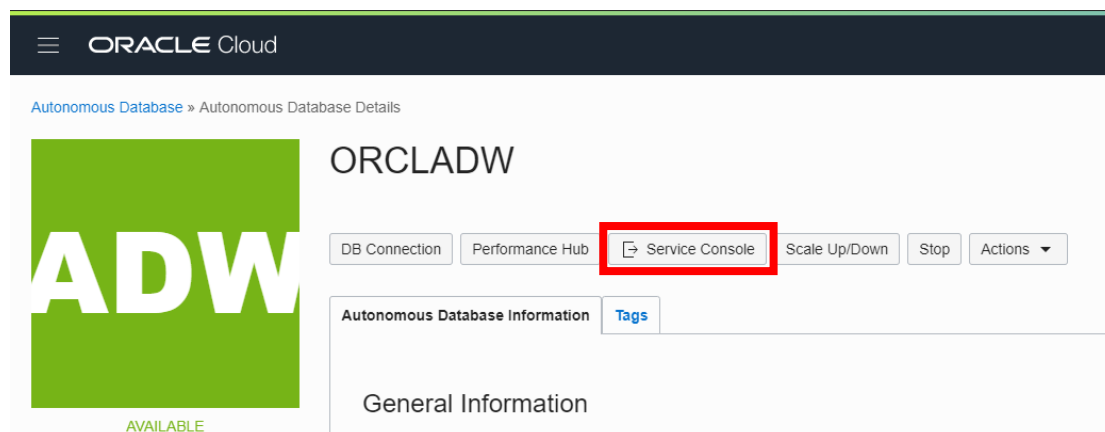 ORACLE Cloud
Autonomous Database » Autonomous Database Details
ADW
AVAILABLE
ORCLADW
DB Connection Performance Hub Service Console Scale Up/Down Stop Actions
Autonomous Database Information Tags
General Information